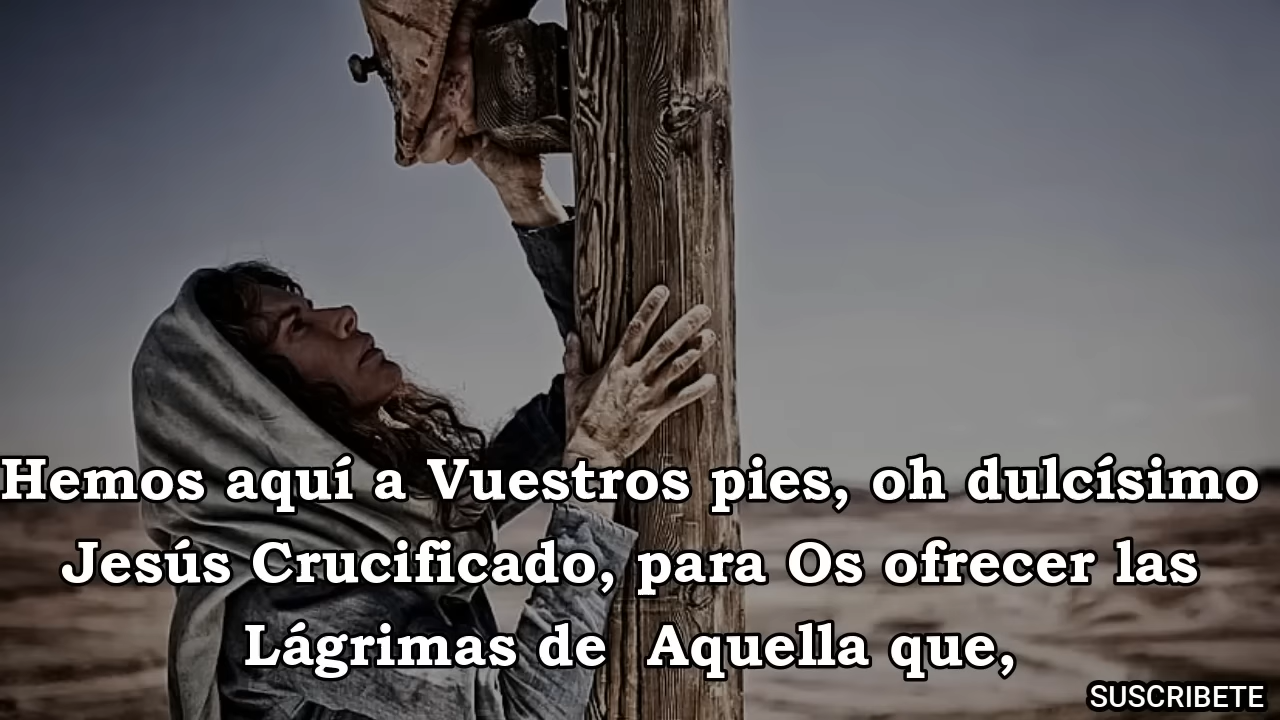 Hemos aquí a Vuestros pies, oh dulcísimo
Jesús Crucificado, para Os ofrecer las
Lágrimas de Aquella que,
SUSCRIBETE